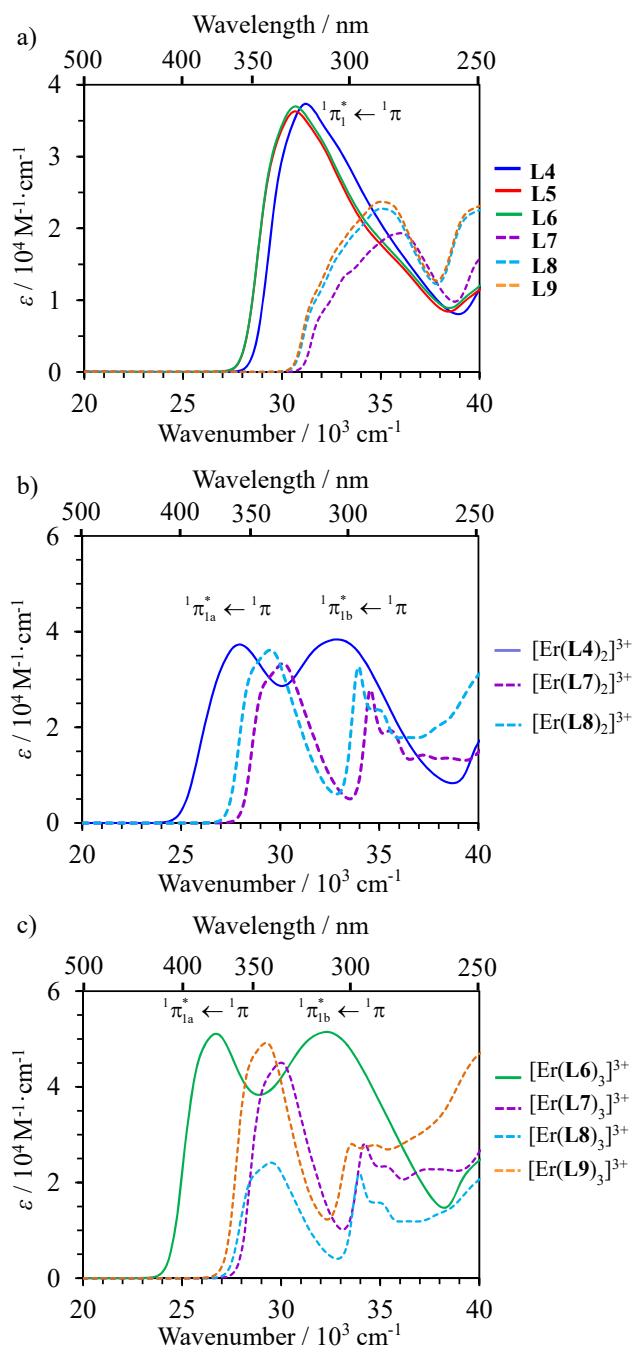 a)
Wavelength / nm
500 400 350 300 250
4
3
2
1
0
ε / 10⁴ M⁻¹·cm⁻¹
¹π₁* ← ¹π
L4
L5
L6
L7
L8
L9
20 25 30 35 40
Wavenumber / 10³ cm⁻¹
b)
Wavelength / nm
500 400 350 300 250
6
4
2
0
ε / 10⁴ M⁻¹·cm⁻¹
¹π₁ₐ* ← ¹π ¹π₁b* ← ¹π
[Er(L4)₂]³⁺
[Er(L7)₂]³⁺
[Er(L8)₂]³⁺
20 25 30 35 40
Wavenumber / 10³ cm⁻¹
c)
Wavelength / nm
500 400 350 300 250
6
4
2
0
ε / 10⁴ M⁻¹·cm⁻¹
¹π₁ₐ* ← ¹π ¹π₁b* ← ¹π
[Er(L6)₃]³⁺
[Er(L7)₃]³⁺
[Er(L8)₃]³⁺
[Er(L9)₃]³⁺
20 25 30 35 40
Wavenumber / 10³ cm⁻¹